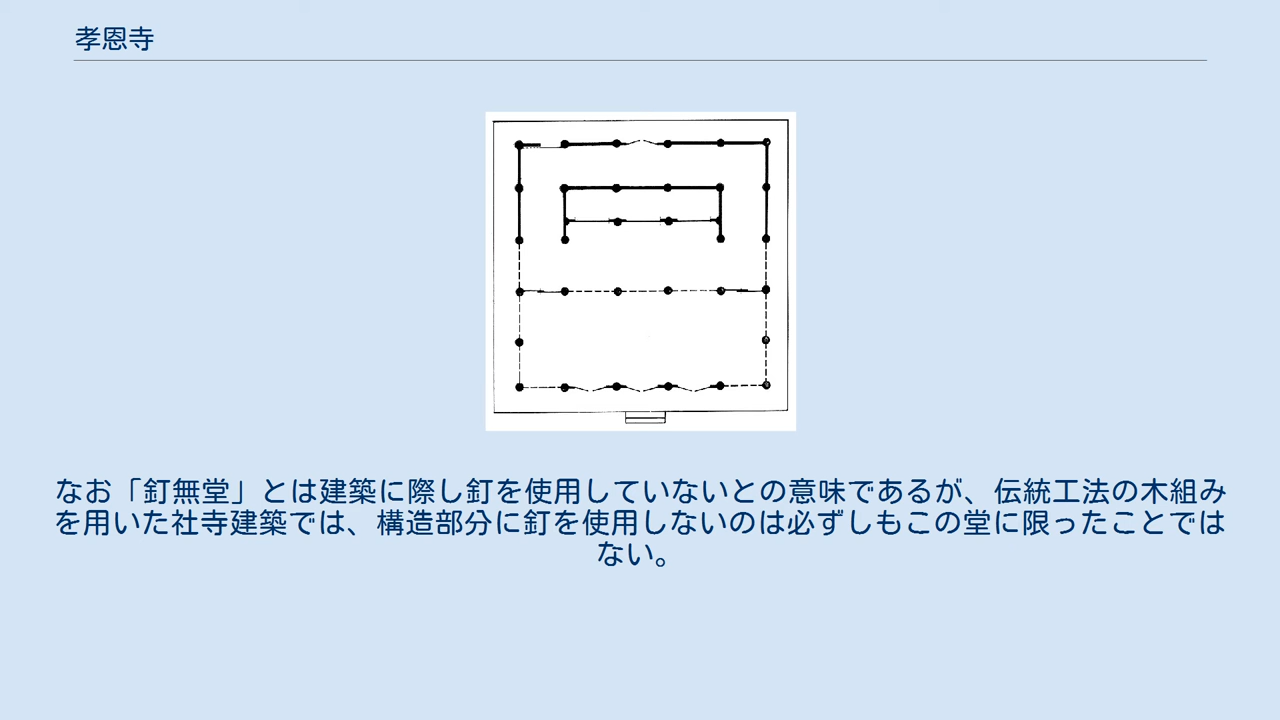 孝恩寺
なお「釘無堂」とは建築に際し釘を使用していないとの意味であるが、伝統工法の木組み
を用いた社寺建築では、構造部分に釘を使用しないのは必ずしもこの堂に限ったことでは
ない。